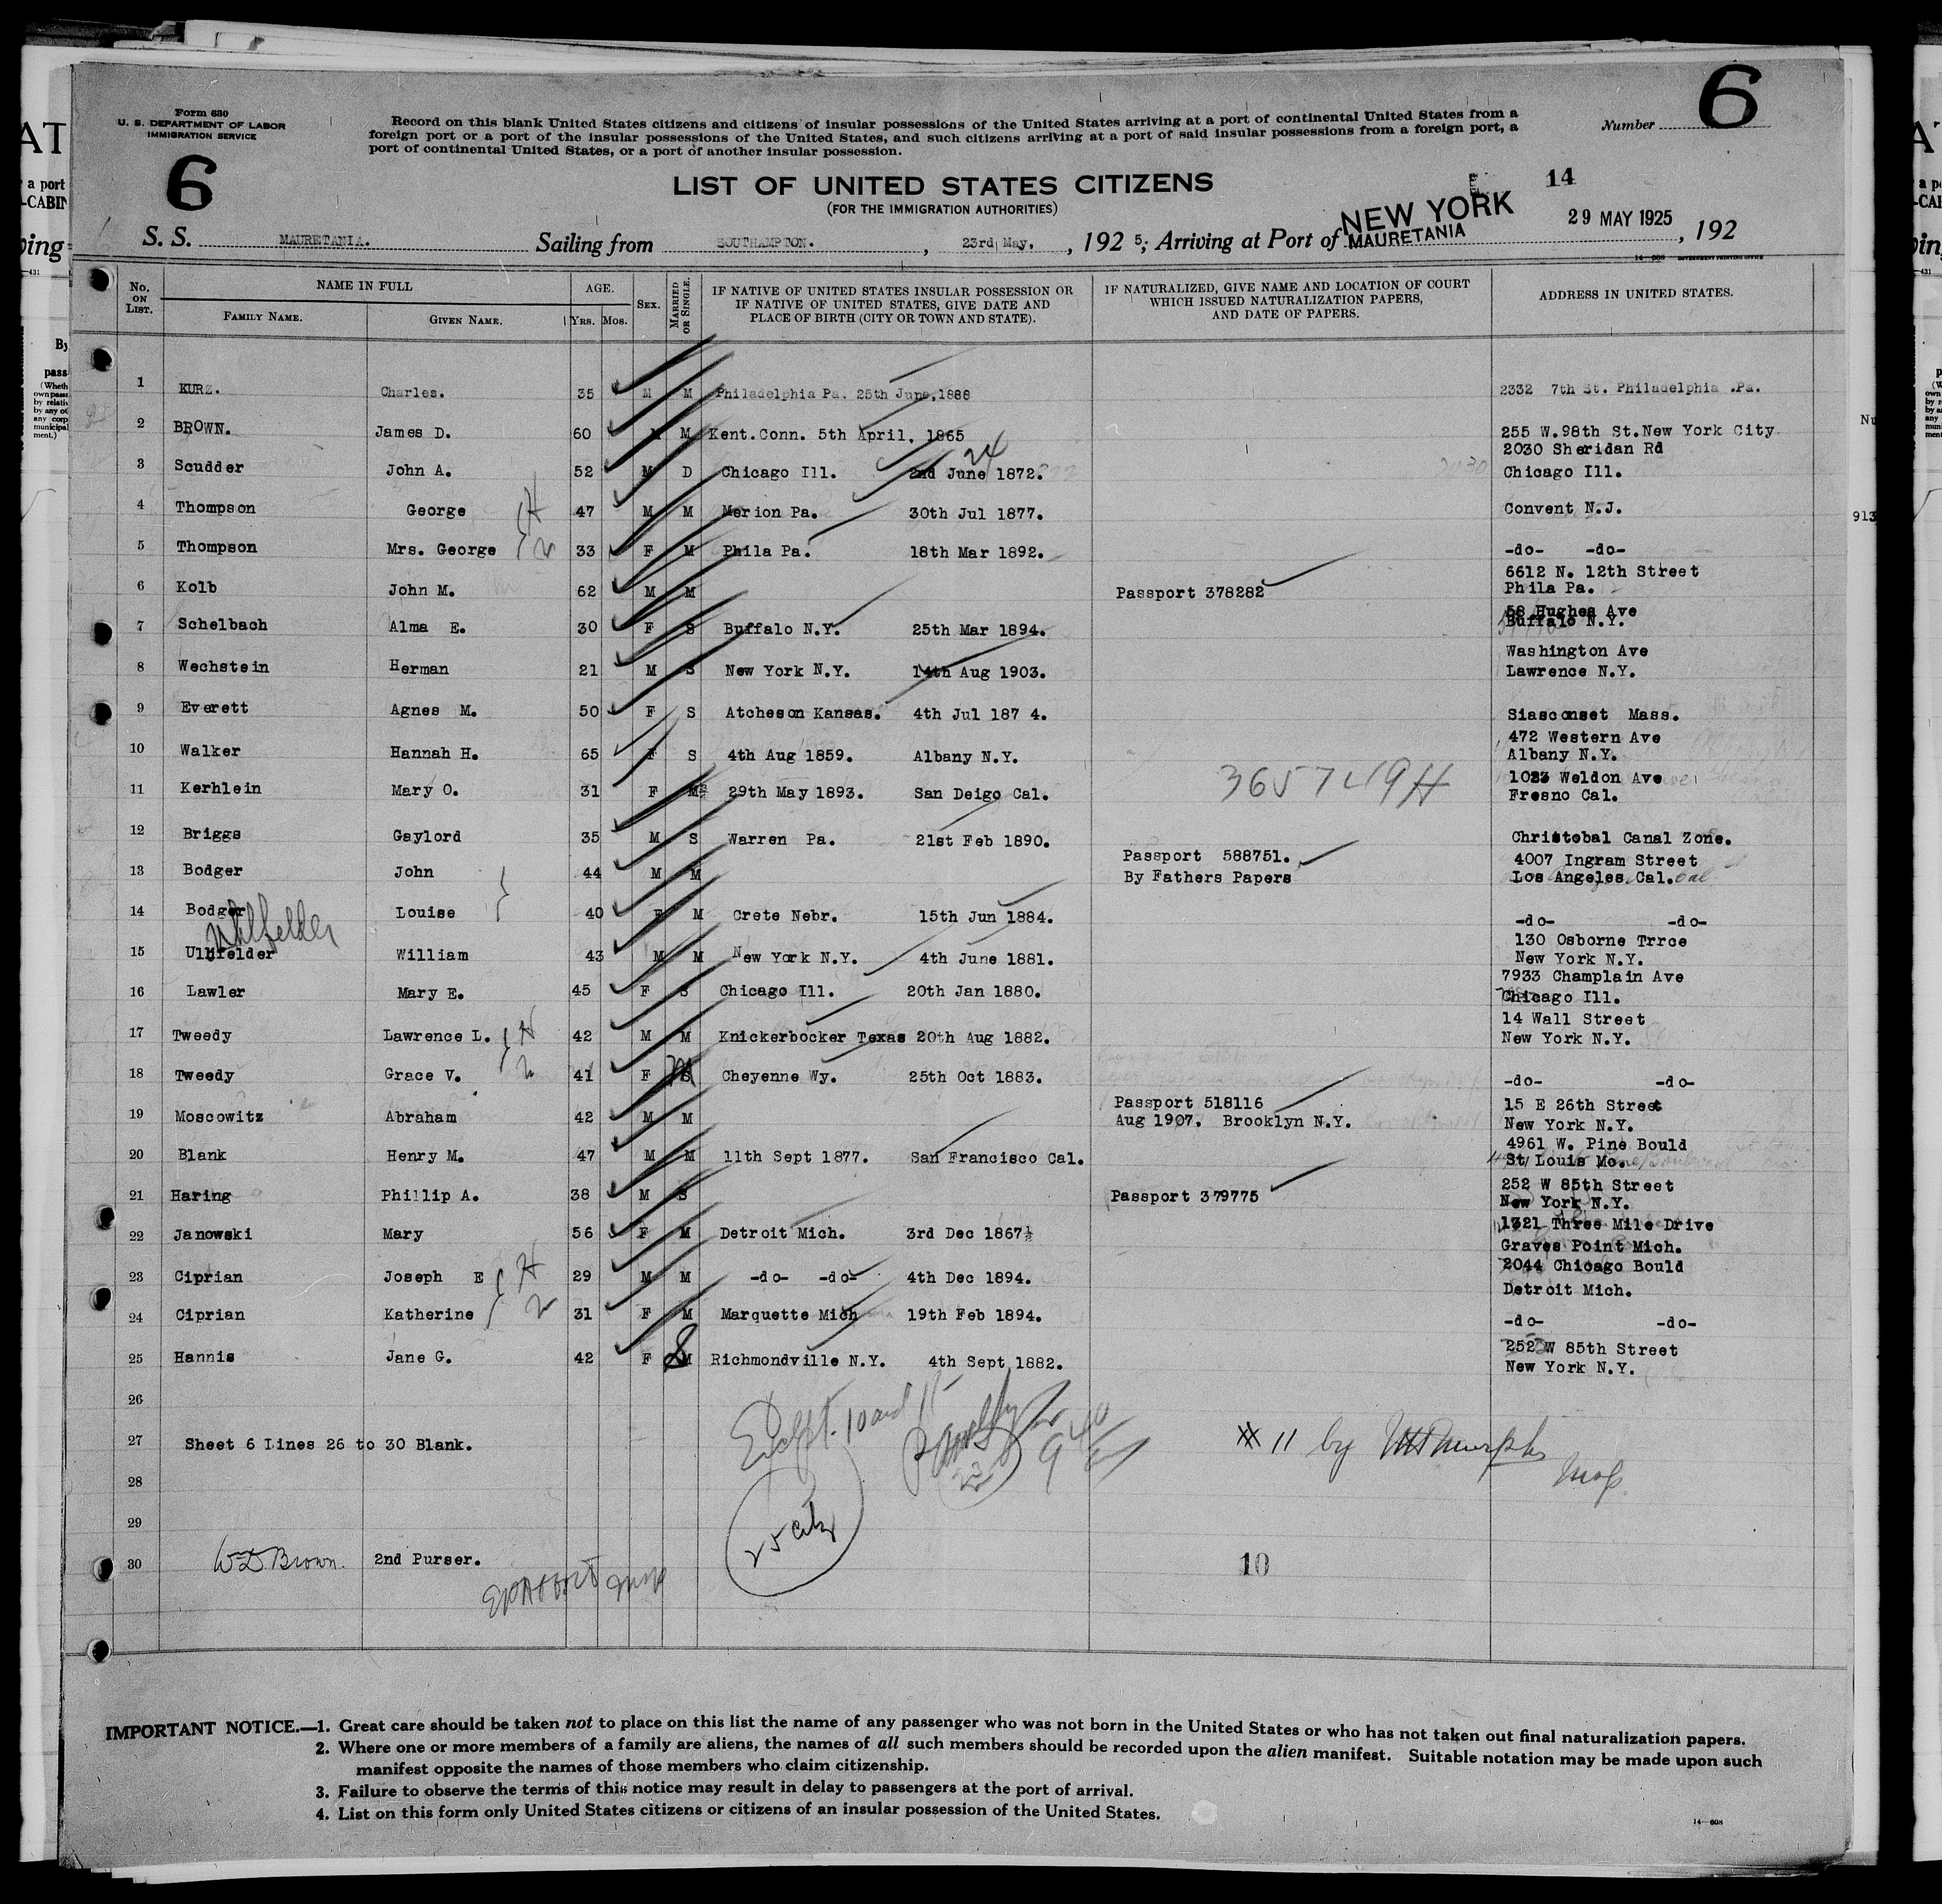 Form 630
U. S. DEPARTMENT OF LABOR
IMMIGRATION SERVICE
6
Record on this blank United States citizens and citizens of insular possessions of the United States arriving at a port of continental United States from a
foreign port or a port of the insular possessions of the United States, and such citizens arriving at a port of said insular possessions from a foreign port, a
port of continental United States, or a port of another insular possession.
Number 6
LIST OF UNITED STATES CITIZENS
(FOR THE IMMIGRATION AUTHORITIES)
14
S. S. MAURETANIA. Sailing from SOUTHAMPTON. , 23rd May, , 192 5; Arriving at Port of NEW YORK MAURETANIA 29 MAY 1925 , 192
14—608 GOVERNMENT PRINTING OFFICE
No. ON LIST.
NAME IN FULL
FAMILY NAME.
GIVEN NAME.
AGE.
YRS. MOS.
SEX.
MARRIED OR SINGLE.
IF NATIVE OF UNITED STATES INSULAR POSSESSION OR
IF NATIVE OF UNITED STATES, GIVE DATE AND
PLACE OF BIRTH (CITY OR TOWN AND STATE).
IF NATURALIZED, GIVE NAME AND LOCATION OF COURT
WHICH ISSUED NATURALIZATION PAPERS,
AND DATE OF PAPERS.
ADDRESS IN UNITED STATES.
1 KURZ. Charles. 35 M M Philadelphia Pa. 25th June,1888 2332 7th St. Philadelphia .Pa.
2 BROWN. James D. 60 M M Kent.Conn. 5th April, 1865 255 W.98th St.New York City
3 Scudder John A. 52 M D Chicago Ill. 2nd June 1872. 24 2030 Sheridan Rd
Chicago Ill.
4 Thompson George H 47 M M Merion Pa. 30th Jul 1877. Convent N.J.
5 Thompson Mrs. George W 33 F M Phila Pa. 18th Mar 1892. -do- -do-
6 Kolb John M. 62 M M Passport 378282 6612 N. 12th Street
Phila Pa.
7 Schelbach Alma E. 30 F S Buffalo N.Y. 25th Mar 1894. 58 Hughes Ave
Buffalo N.Y.
8 Wechstein Herman 21 M S New York N.Y. 14th Aug 1903. Washington Ave
Lawrence N.Y.
9 Everett Agnes M. 50 F S Atcheson Kansas. 4th Jul 187 4. Siasconset Mass.
10 Walker Hannah H. 65 F S 4th Aug 1859. Albany N.Y. 472 Western Ave
Albany N.Y.
11 Kerhlein Mary O. 31 F M 29th May 1893. San Deigo Cal. 365749H 1023 Weldon Ave
Fresno Cal.
12 Briggs Gaylord 35 M S Warren Pa. 21st Feb 1890. Christobal Canal Zone.
13 Bodger John 44 M M Passport 588751.
By Fathers Papers 4007 Ingram Street
Los Angeles Cal.
14 Bodger Louise 40 F M Crete Nebr. 15th Jun 1884. -do- -do-
15 Ullfelder William 43 M M New York N.Y. 4th June 1881. 130 Osborne Trrce
New York N.Y.
16 Lawler Mary E. 45 F S Chicago Ill. 20th Jan 1880. 7933 Champlain Ave
Chicago Ill.
17 Tweedy Lawrence L. H 42 M M Knickerbocker Texas 20th Aug 1882. 14 Wall Street
New York N.Y.
18 Tweedy Grace V. W 41 F M Cheyenne Wy. 25th Oct 1883. -do- -do-
19 Moscowitz Abraham 42 M M Passport 518116
Aug 1907. Brooklyn N.Y. 15 E 26th Street
New York N.Y.
20 Blank Henry M. 47 M M 11th Sept 1877. San Francisco Cal. 4961 W. Pine Bould
St Louis Mo.
21 Haring Phillip A. 38 M S Passport 379775 252 W 85th Street
New York N.Y.
22 Janowski Mary 56 F M Detroit Mich. 3rd Dec 1867 1321 Three Mile Drive
Graves Point Mich.
23 Ciprian Joseph E H 29 M M -do- -do- 4th Dec 1894. 2044 Chicago Bould
Detroit Mich.
24 Ciprian Katherine W 31 F M Marquette Mich 19th Feb 1894. -do- -do-
25 Hannis Jane G. 42 F S Richmondville N.Y. 4th Sept 1882. 252 W 85th Street
New York N.Y.
26
Except. 10 and 11
27 Sheet 6 Lines 26 to 30 Blank. 11 by
28
29
25 City
30 W D Brown. 2nd Purser. 10
IMPORTANT NOTICE.—1. Great care should be taken not to place on this list the name of any passenger who was not born in the United States or who has not taken out final naturalization papers.
2. Where one or more members of a family are aliens, the names of all such members should be recorded upon the alien manifest. Suitable notation may be made upon such
manifest opposite the names of those members who claim citizenship.
3. Failure to observe the terms of this notice may result in delay to passengers at the port of arrival.
4. List on this form only United States citizens or citizens of an insular possession of the United States.
14—608